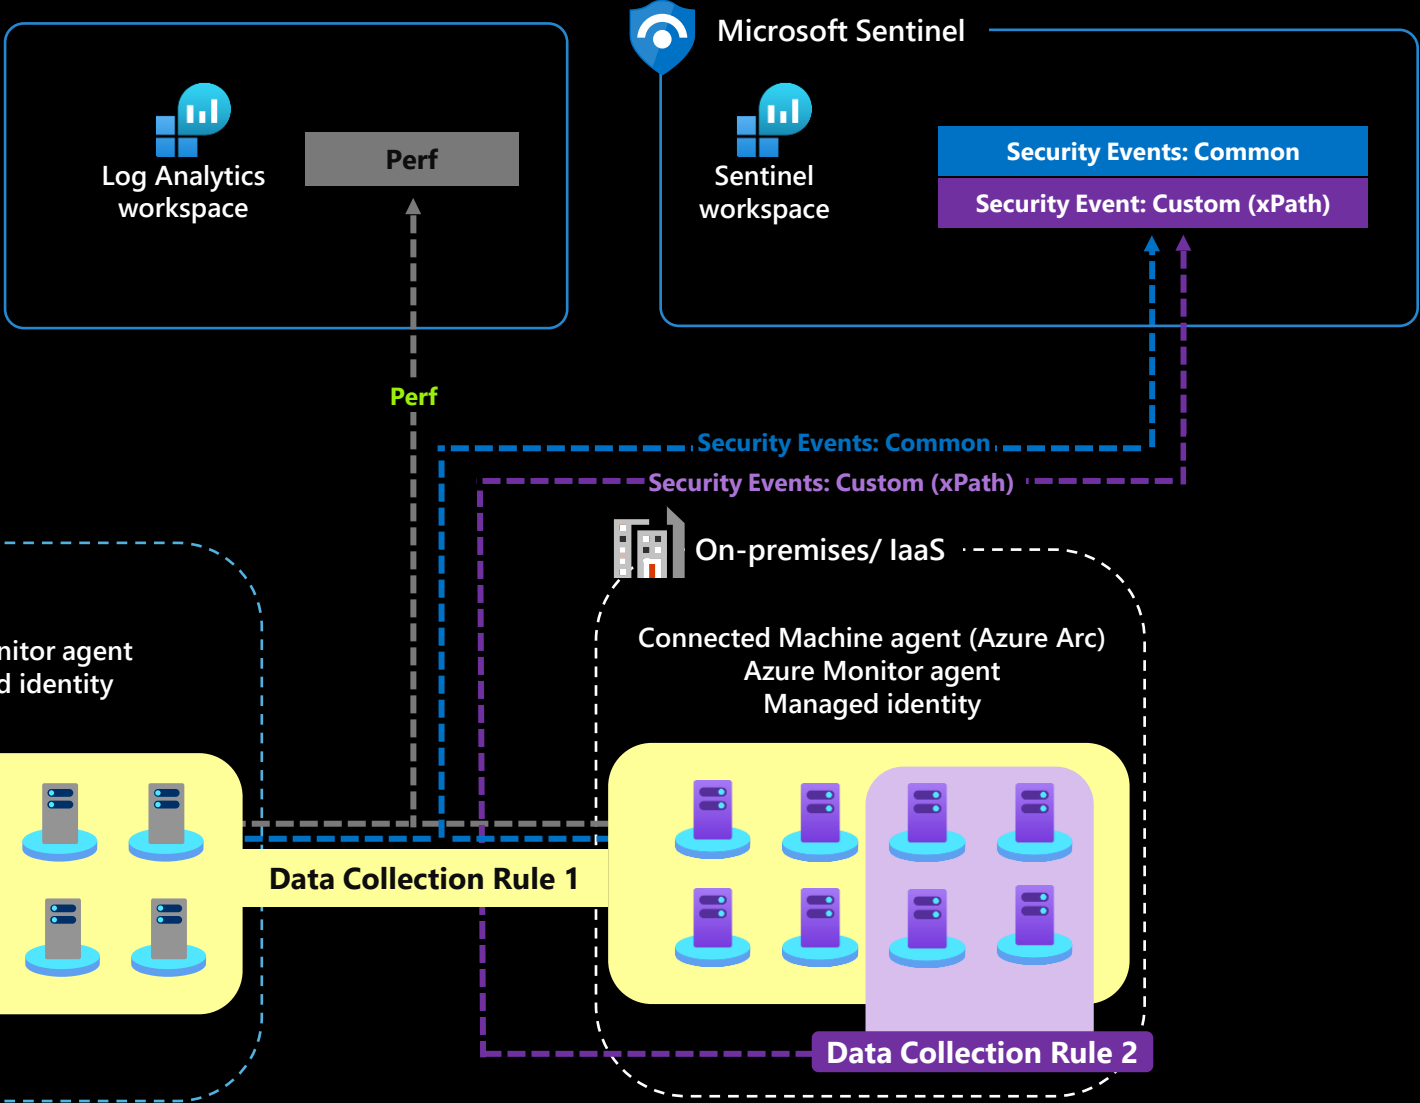 Microsoft Sentinel
Log Analytics
workspace
Perf
Sentinel
workspace
Security Events: Common
Security Event: Custom (xPath)
Perf
Security Events: Common
Security Events: Custom (xPath)
On-premises/ IaaS
nitor agent
d identity
Connected Machine agent (Azure Arc)
Azure Monitor agent
Managed identity
Data Collection Rule 1
Data Collection Rule 2